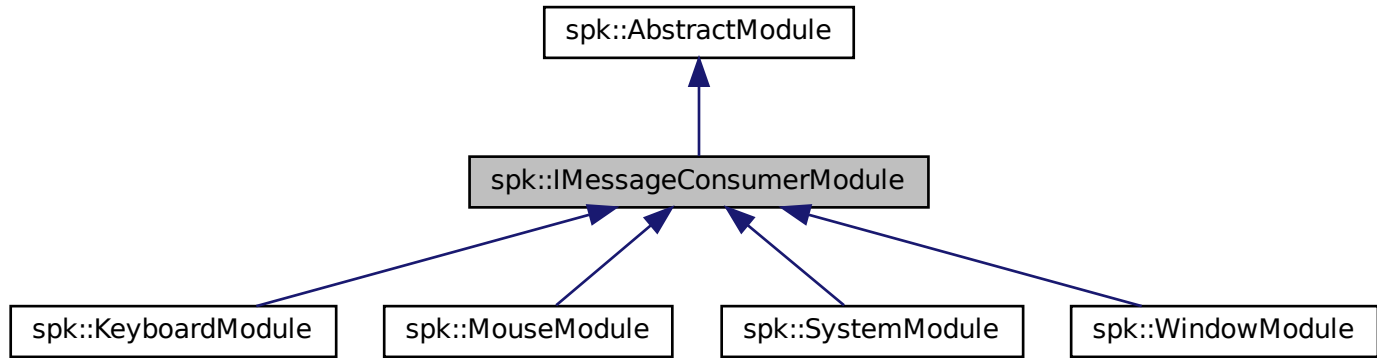 spk::AbstractModule
spk::IMessageConsumerModule
spk::KeyboardModule
spk::MouseModule
spk::SystemModule
spk::WindowModule